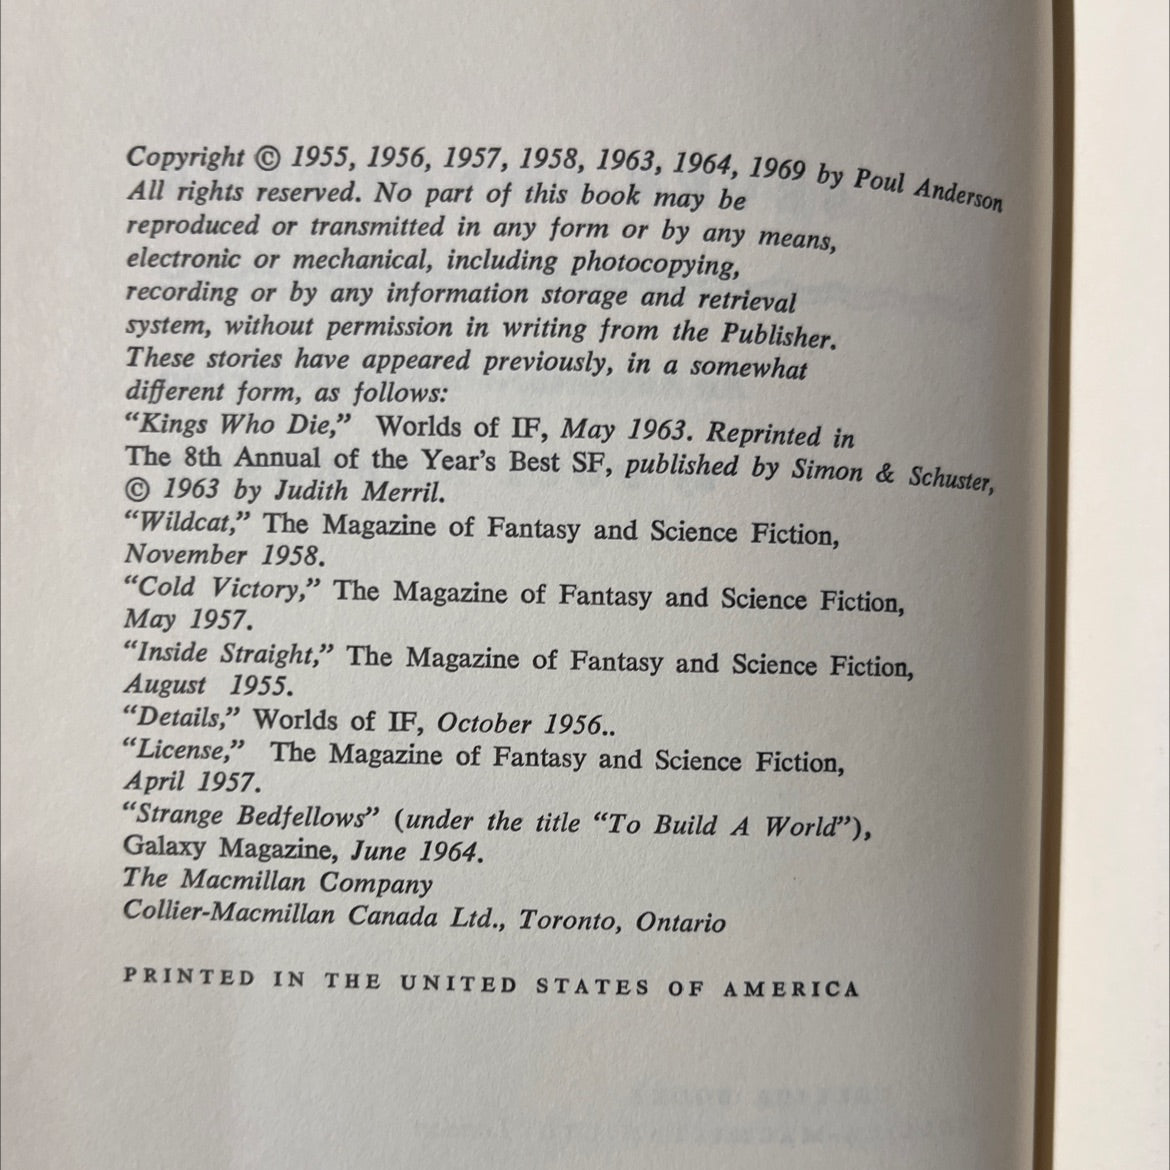 Copyright © 1955, 1956, 1957, 1958, 1963, 1964, 1969 by Poul Anderson
All rights reserved. No part of this book may be
reproduced or transmitted in any form or by any means,
electronic or mechanical, including photocopying,
recording or by any information storage and retrieval
system, without permission in writing from the Publisher.
These stories have appeared previously, in a somewhat
different form, as follows:
“Kings Who Die,” Worlds of IF, May 1963. Reprinted in
The 8th Annual of the Year’s Best SF, published by Simon & Schuster,
© 1963 by Judith Merril.
“Wildcat,” The Magazine of Fantasy and Science Fiction,
November 1958.
“Cold Victory,” The Magazine of Fantasy and Science Fiction,
May 1957.
“Inside Straight,” The Magazine of Fantasy and Science Fiction,
August 1955.
“Details,” Worlds of IF, October 1956..
“License,” The Magazine of Fantasy and Science Fiction,
April 1957.
“Strange Bedfellows” (under the title “To Build A World”),
Galaxy Magazine, June 1964.
The Macmillan Company
Collier-Macmillan Canada Ltd., Toronto, Ontario
PRINTED IN THE UNITED STATES OF AMERICA